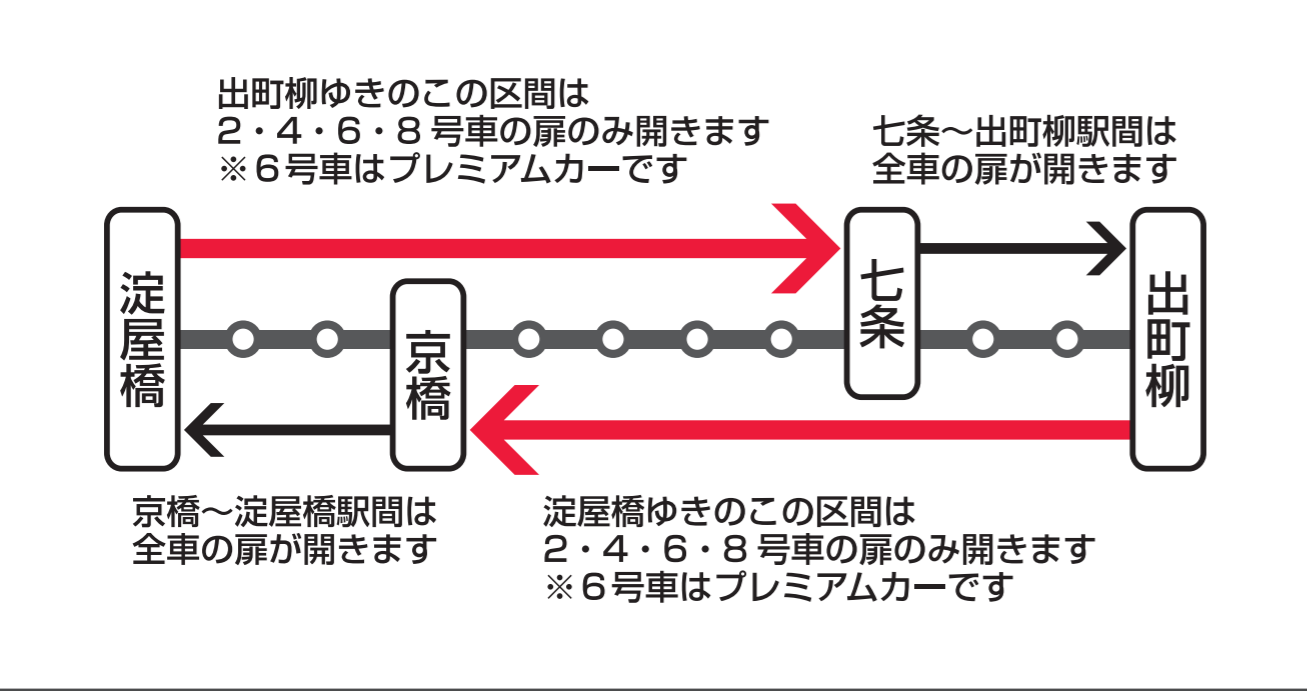 出町柳ゆきのこの区間は
2・4・6・8号車の扉のみ開きます
※6号車はプレミアムカーです
七条～出町柳駅間は
全車の扉が開きます
淀屋橋
京橋
七条
出町柳
京橋～淀屋橋駅間は
全車の扉が開きます
淀屋橋ゆきのこの区間は
2・4・6・8号車の扉のみ開きます
※6号車はプレミアムカーです